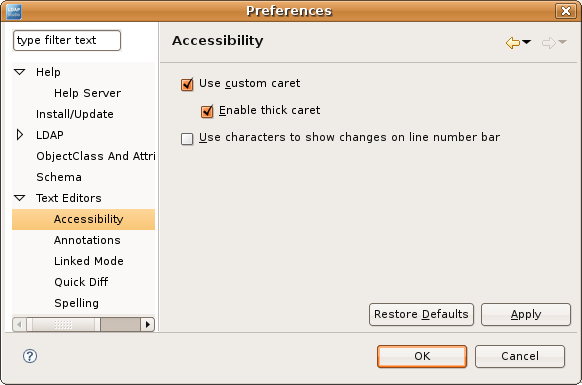 Preferences
type filter text
Accessibility
Help
Help Server
Install/Update
LDAP
ObjectClass And Attri
Schema
Text Editors
Accessibility
Annotations
Linked Mode
Quick Diff
Spelling
Use custom caret
Enable thick caret
Use characters to show changes on line number bar
Restore Defaults
Apply
?
OK
Cancel